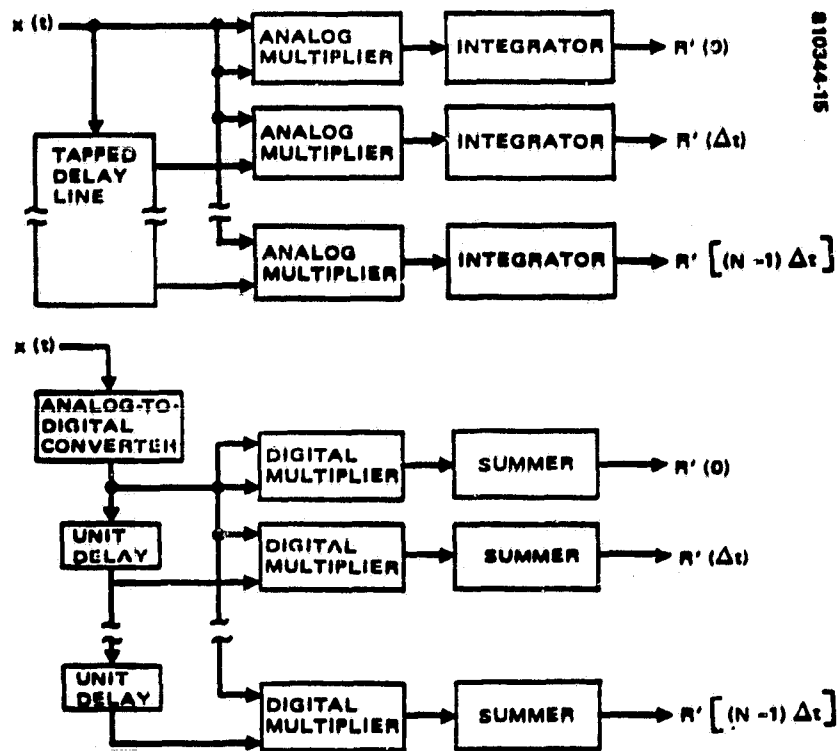 x (t)
ANALOG
MULTIPLIER
INTEGRATOR
R' (0)
810344-15
TAPPED
DELAY
LINE
ANALOG
MULTIPLIER
INTEGRATOR
R' (Δt)
ANALOG
MULTIPLIER
INTEGRATOR
R' [(N -1) Δt]
x (t)
ANALOG-TO-
DIGITAL
CONVERTER
DIGITAL
MULTIPLIER
SUMMER
R' (0)
UNIT
DELAY
DIGITAL
MULTIPLIER
SUMMER
R' (Δt)
UNIT
DELAY
DIGITAL
MULTIPLIER
SUMMER
R' [(N -1) Δt]